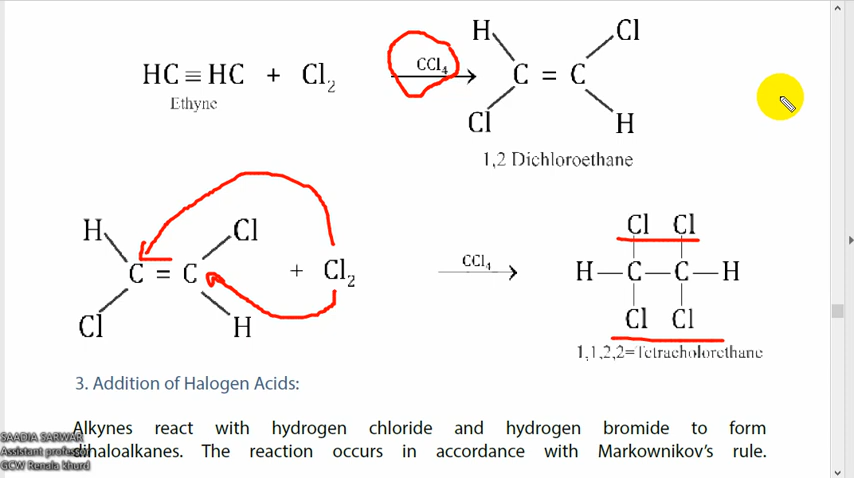 HC≡HC + Cl₂ CCl₄ H Cl C = C Cl H
Ethyne
1,2 Dichloroethane
H Cl C = C Cl H + Cl₂ CCl₄ Cl Cl H—C—C—H Cl Cl
1,1,2,2=Tetracholorethane
3. Addition of Halogen Acids:
Alkynes react with hydrogen chloride and hydrogen bromide to form
dihaloalkanes. The reaction occurs in accordance with Markownikov's rule.
SAADIA SARWAR
Assistant profes
GCW Renala khurd